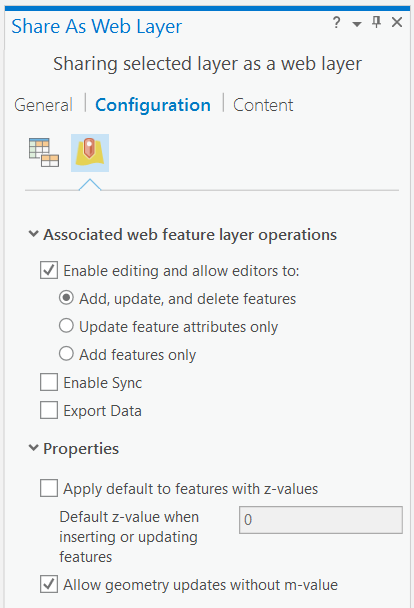 Share As Web Layer
?
Sharing selected layer as a web layer
General Configuration Content
Associated web feature layer operations
Enable editing and allow editors to:
Add, update, and delete features
Update feature attributes only
Add features only
Enable Sync
Export Data
Properties
Apply default to features with z-values
Default z-value when
inserting or updating
features
0
Allow geometry updates without m-value